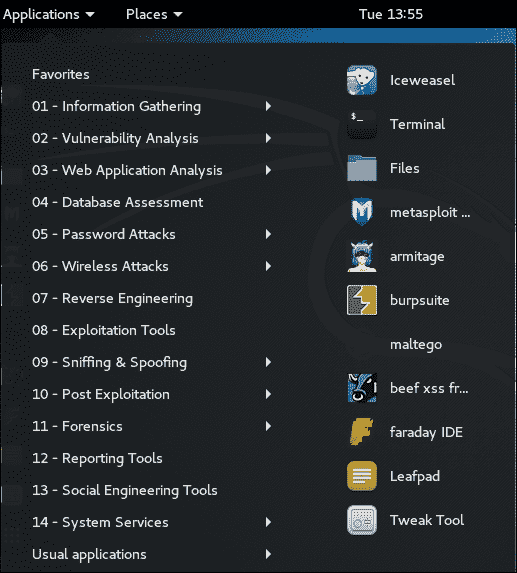 Applications Places Tue 13:55
Favorites
01 - Information Gathering
02 - Vulnerability Analysis
03 - Web Application Analysis
04 - Database Assessment
05 - Password Attacks
06 - Wireless Attacks
07 - Reverse Engineering
08 - Exploitation Tools
09 - Sniffing & Spoofing
10 - Post Exploitation
11 - Forensics
12 - Reporting Tools
13 - Social Engineering Tools
14 - System Services
Usual applications
Iceweasel
$_
Terminal
Files
metasploit ...
armitage
burpsuite
maltego
beef xss fr...
faraday IDE
Leafpad
Tweak Tool